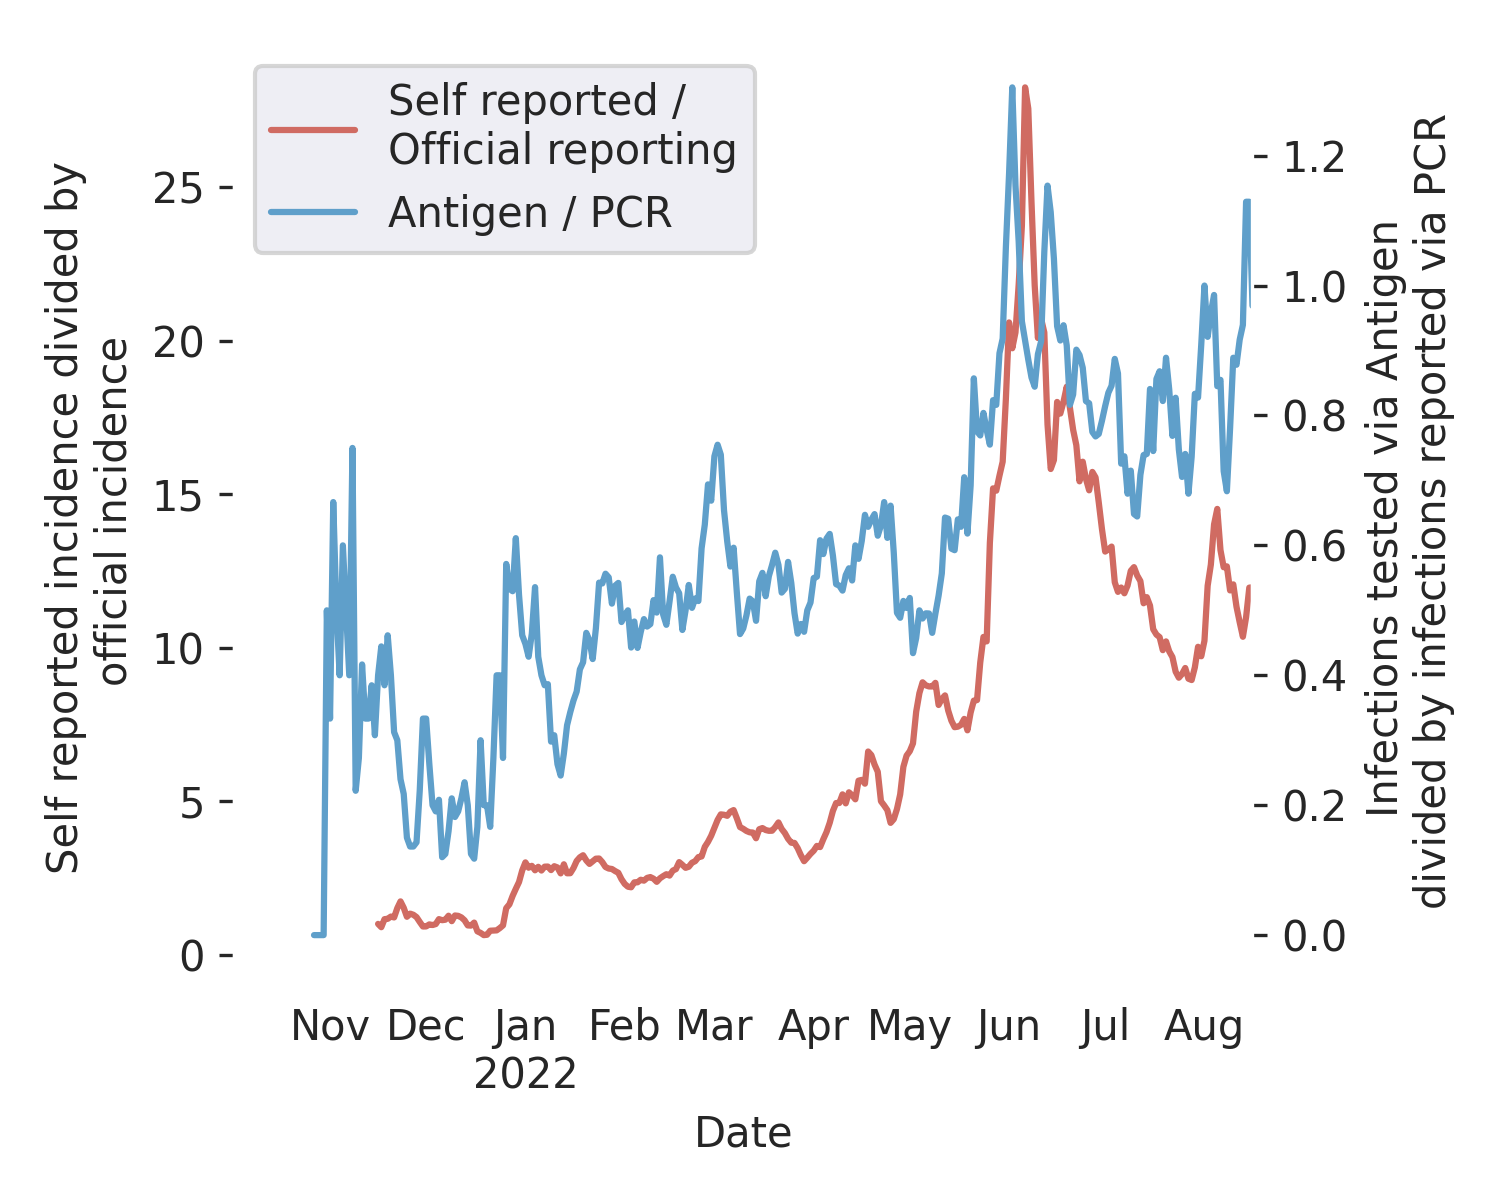 Self reported /
Official reporting
Antigen / PCR
Self reported incidence divided by
official incidence
25
20
15
10
5
0
1.2
1.0
0.8
0.6
0.4
0.2
0.0
Infections tested via Antigen
divided by infections reported via PCR
Nov Dec Jan Feb Mar Apr May Jun Jul Aug
2022
Date